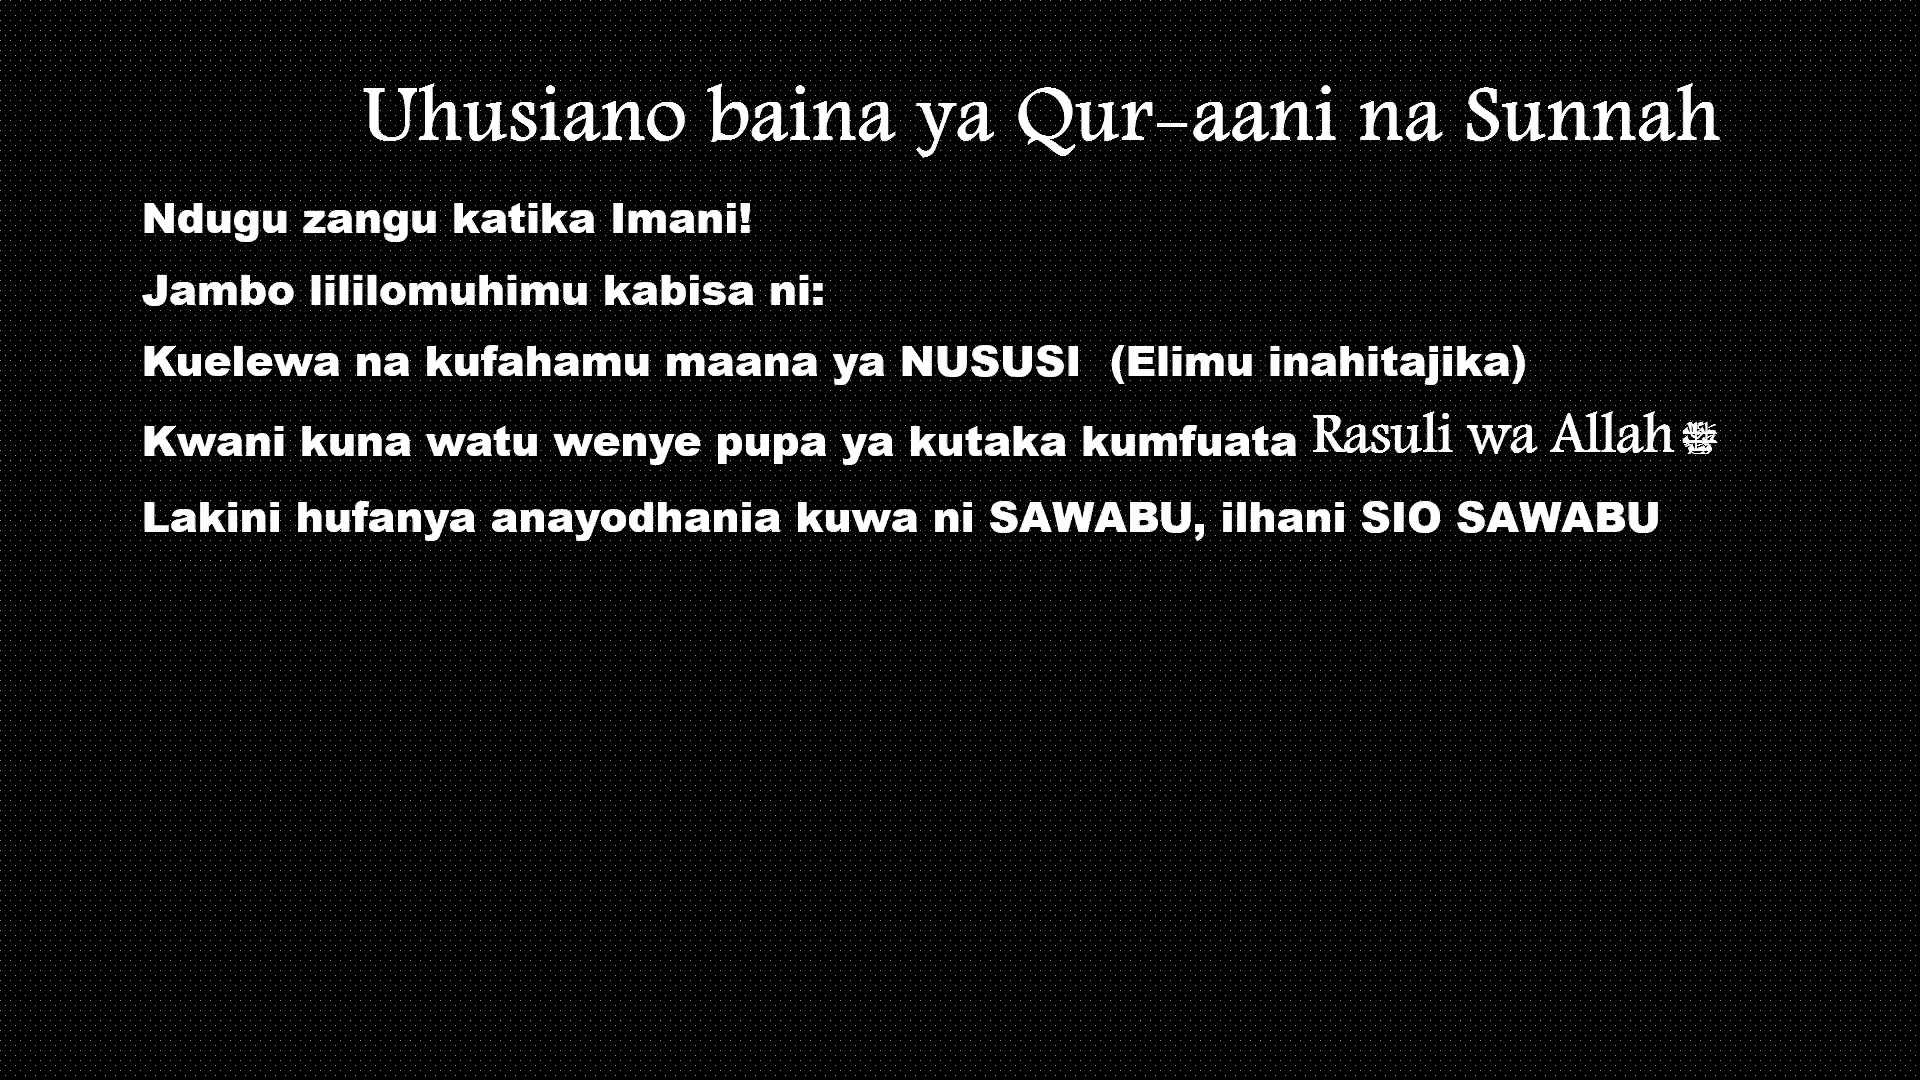 Uhusiano baina ya Qur-aani na Sunnah
Ndugu zangu katika Imani!
Jambo lililomuhimu kabisa ni:
Kuelewa na kufahamu maana ya NUSUSI (Elimu inahitajika)
Kwani kuna watu wenye pupa ya kutaka kumfuata Rasuli wa Allahﷺ
Lakini hufanya anayodhania kuwa ni SAWABU, ilhani SIO SAWABU